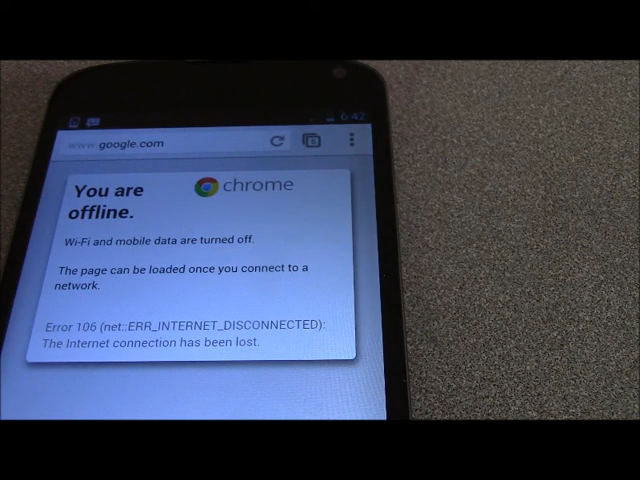 6:42
www.google.com
You are
offline.
chrome
Wi-Fi and mobile data are turned off.
The page can be loaded once you connect to a
network.
Error 106 (net::ERR_INTERNET_DISCONNECTED):
The Internet connection has been lost.